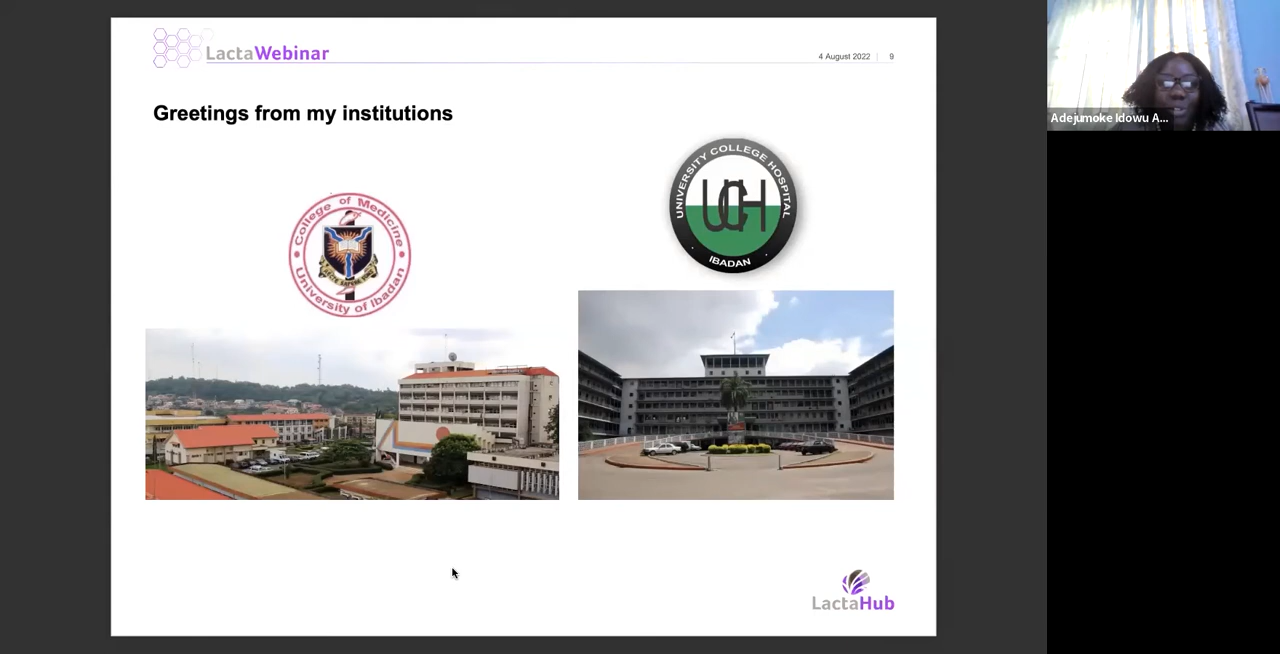 LactaWebinar
4 August 2022 | 9
Greetings from my institutions
UNIVERSITY COLLEGE HOSPITAL
UCH
IBADAN
College of Medicine
University of Ibadan
LactaHub
Adejumoke Idowu A...